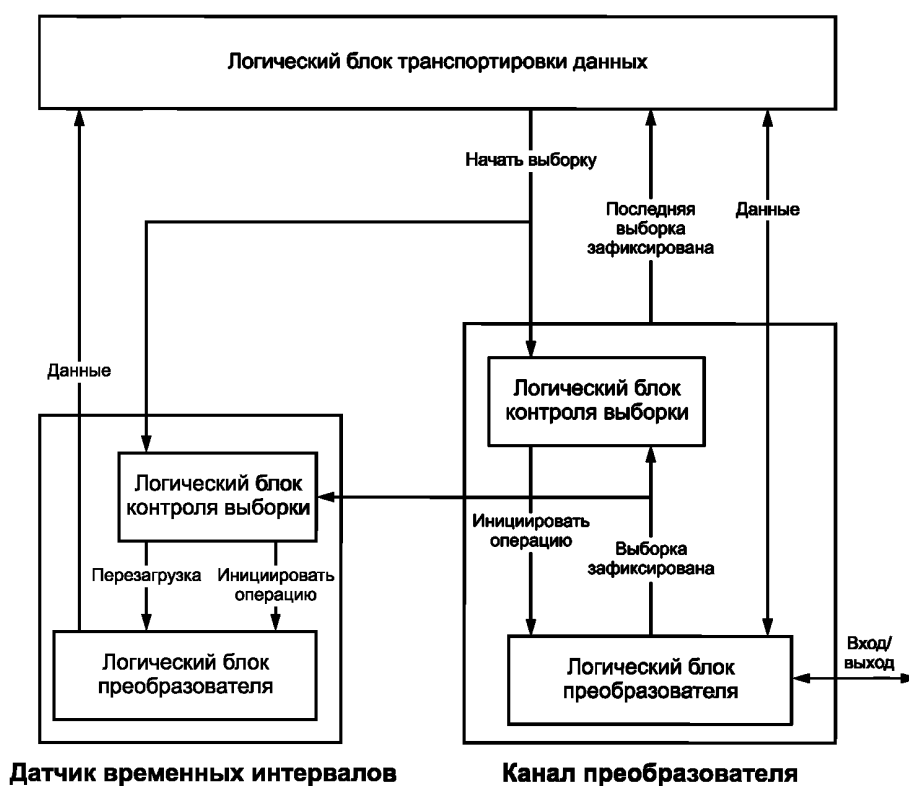 Логический блок транспортировки данных
Начать выборку
Последняя
выборка
зафиксирована
Данные
Данные
Логический блок
контроля выборки
Логический блок
контроля выборки
Инициировать
операцию
Выборка
зафиксирована
Перезагрузка
Инициировать
операцию
Логический блок
преобразователя
Логический блок
преобразователя
Вход/
выход
Датчик временных интервалов
Канал преобразователя